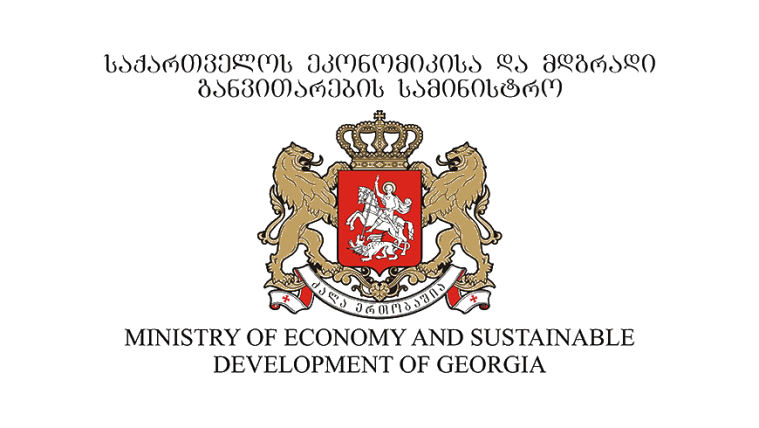 საქართველოს ეკონომიკისა და მდგრადი
განვითარების სამინისტრო
ძალა ერთობაშია
MINISTRY OF ECONOMY AND SUSTAINABLE
DEVELOPMENT OF GEORGIA